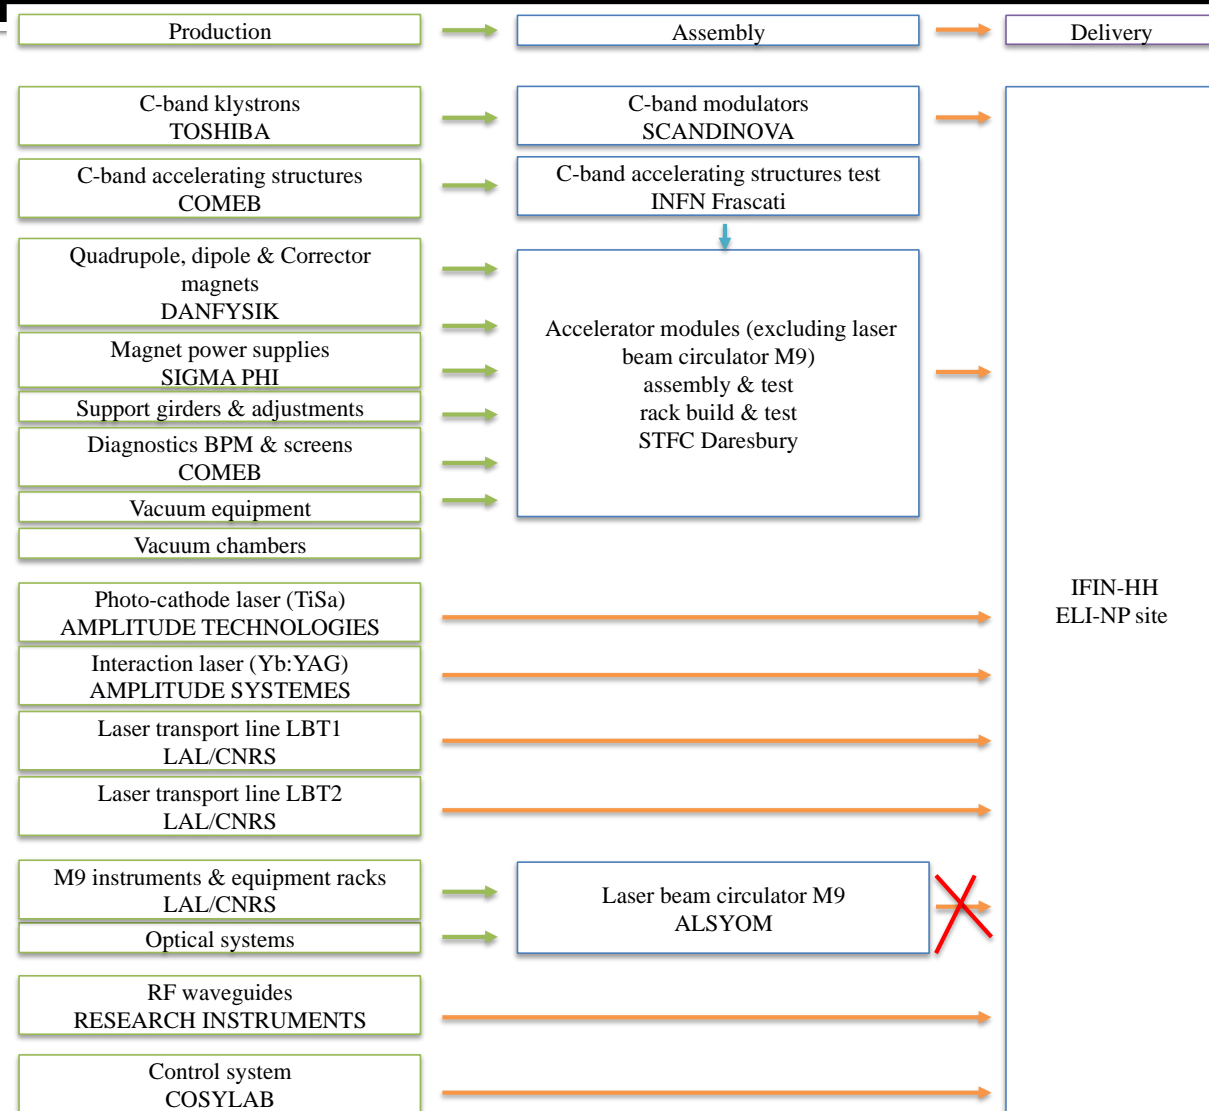 Production
Assembly
Delivery
C-band klystrons
TOSHIBA
C-band modulators
SCANDINOVA
C-band accelerating structures
COMEB
C-band accelerating structures test
INFN Frascati
Quadrupole, dipole & Corrector
magnets
DANFYSIK
Magnet power supplies
SIGMA PHI
Support girders & adjustments
Diagnostics BPM & screens
COMEB
Vacuum equipment
Vacuum chambers
Accelerator modules (excluding laser
beam circulator M9)
assembly & test
rack build & test
STFC Daresbury
IFIN-HH
ELI-NP site
Photo-cathode laser (TiSa)
AMPLITUDE TECHNOLOGIES
Interaction laser (Yb:YAG)
AMPLITUDE SYSTEMES
Laser transport line LBT1
LAL/CNRS
Laser transport line LBT2
LAL/CNRS
M9 instruments & equipment racks
LAL/CNRS
Optical systems
Laser beam circulator M9
ALSYOM
RF waveguides
RESEARCH INSTRUMENTS
Control system
COSYLAB